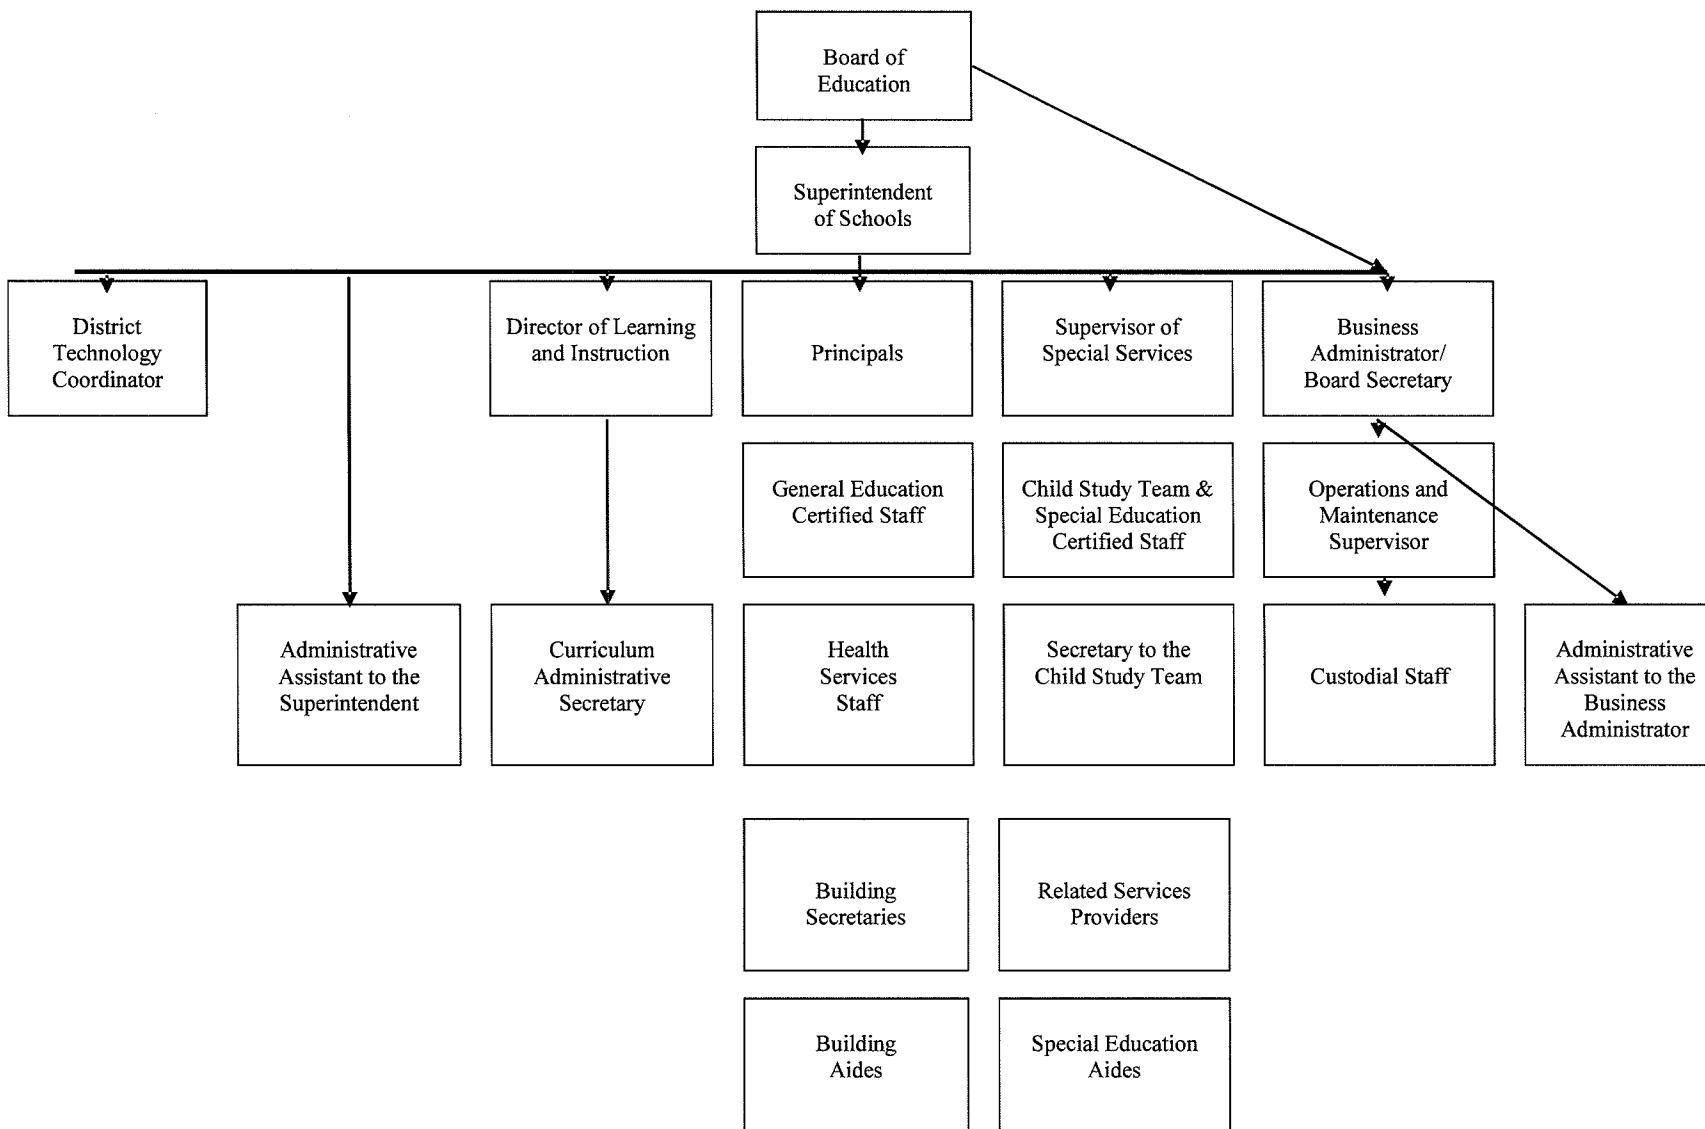 Board of
Education
Superintendent
of Schools
District
Technology
Coordinator
Director of Learning
and Instruction
Principals
Supervisor of
Special Services
Business
Administrator/
Board Secretary
General Education
Certified Staff
Child Study Team &
Special Education
Certified Staff
Operations and
Maintenance
Supervisor
Administrative
Assistant to the
Superintendent
Curriculum
Administrative
Secretary
Health
Services
Staff
Secretary to the
Child Study Team
Custodial Staff
Administrative
Assistant to the
Business
Administrator
Building
Secretaries
Related Services
Providers
Building
Aides
Special Education
Aides